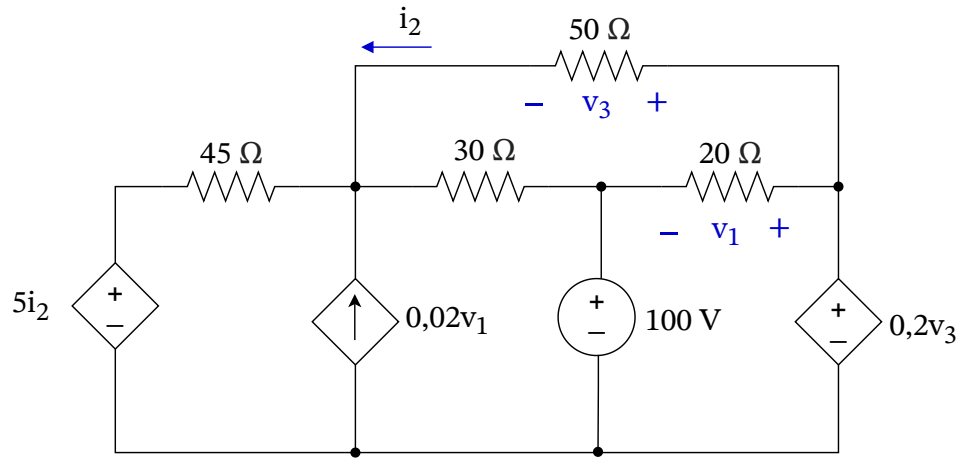 i₂
50 Ω
− v₃ +
45 Ω
30 Ω
20 Ω
− v₁ +
5i₂
+
−
0,02v₁
+
−
100 V
+
−
0,2v₃